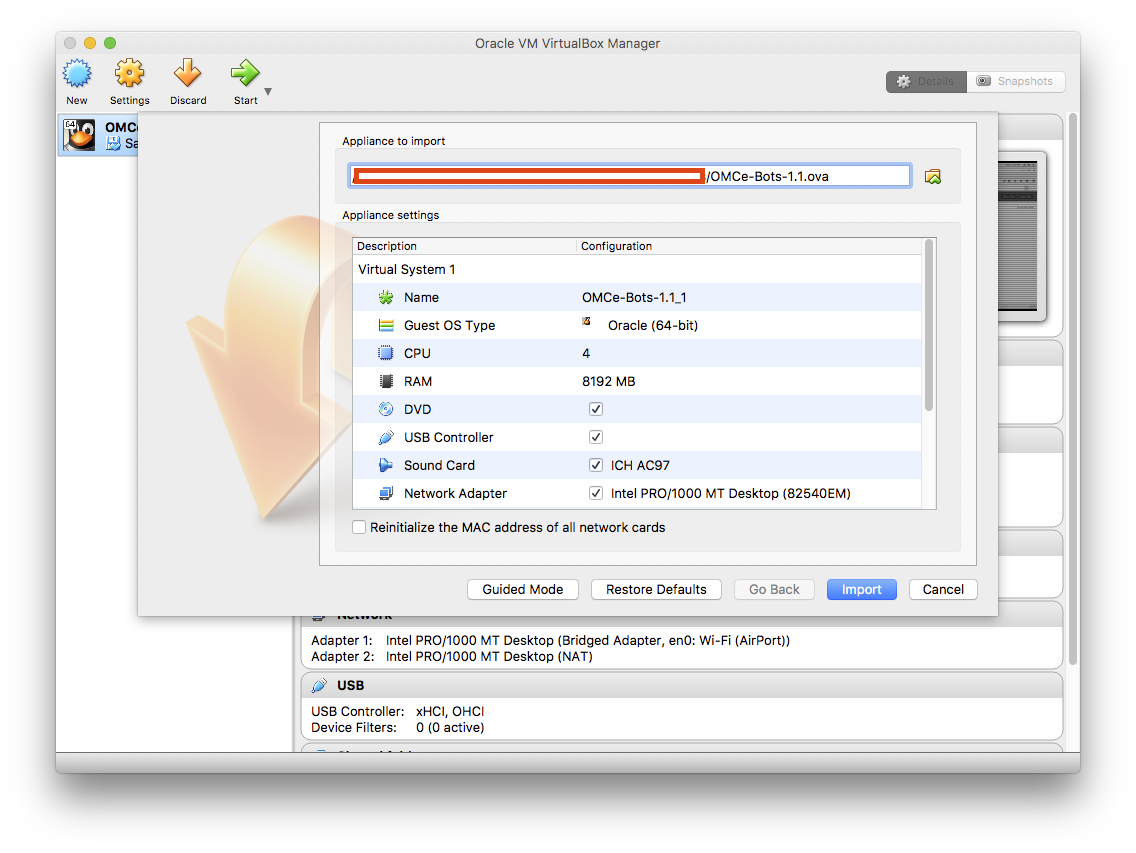 Oracle VM VirtualBox Manager
New
Settings
Discard
Start
Details
Snapshots
64
OMCe
Sa
Appliance to import
/OMCe-Bots-1.1.ova
Appliance settings
Description Configuration
Virtual System 1
Name OMCe-Bots-1.1_1
Guest OS Type Oracle (64-bit)
CPU 4
RAM 8192 MB
DVD
USB Controller
Sound Card ICH AC97
Network Adapter Intel PRO/1000 MT Desktop (82540EM)
Reinitialize the MAC address of all network cards
Guided Mode Restore Defaults Go Back Import Cancel
Network
Adapter 1: Intel PRO/1000 MT Desktop (Bridged Adapter, en0: Wi-Fi (AirPort))
Adapter 2: Intel PRO/1000 MT Desktop (NAT)
USB
USB Controller: xHCI, OHCI
Device Filters: 0 (0 active)